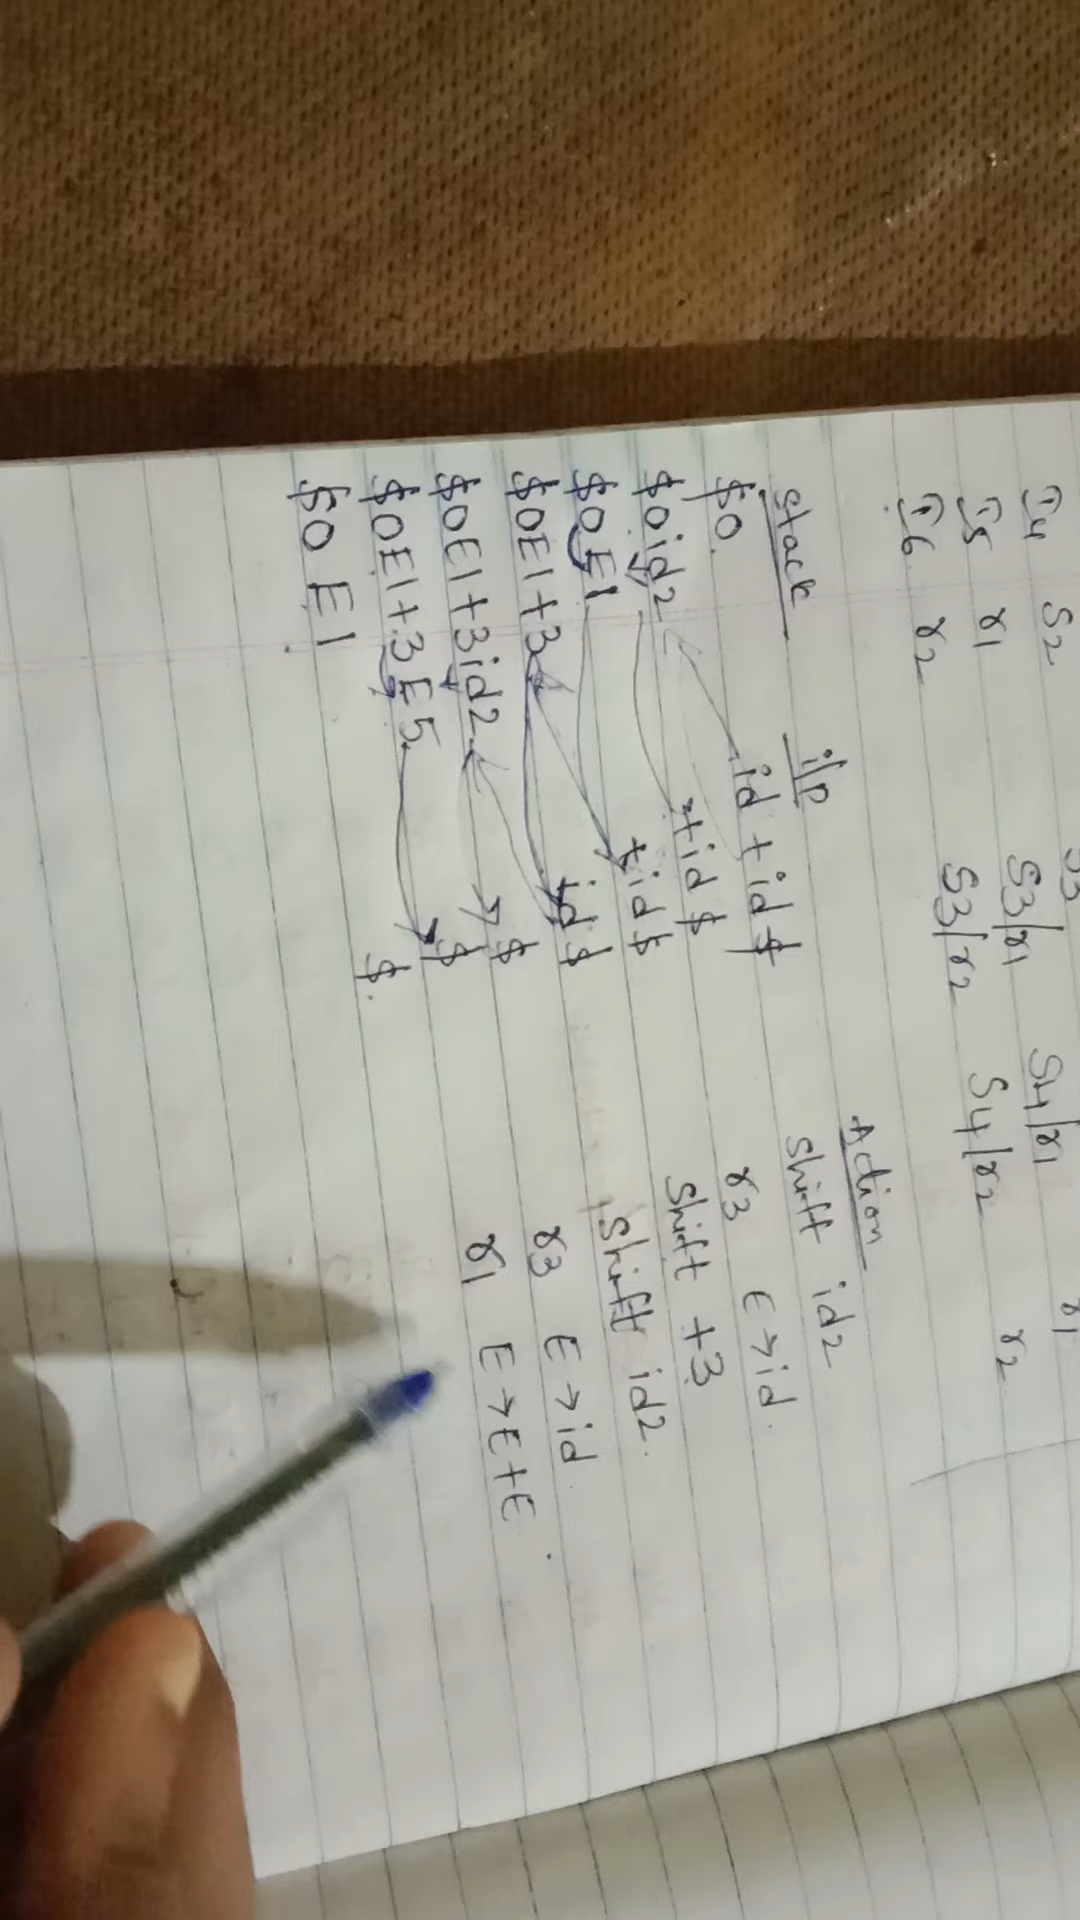 S3 r1
I4 S2 S3/r1 S4/r1 r2
I5 r1 S3/r2 S4/r2
I6 r2
Stack i/p Action
$0 id+id$ Shift id2
$0id2 +id$ r3 E→id.
$0E1 +id$ Shift +3
$0E1+3 id$ Shift id2.
$0E1+3id2 $ r3 E→id
$0E1+3E5 $ r1 E→E+E
$0E1 $.